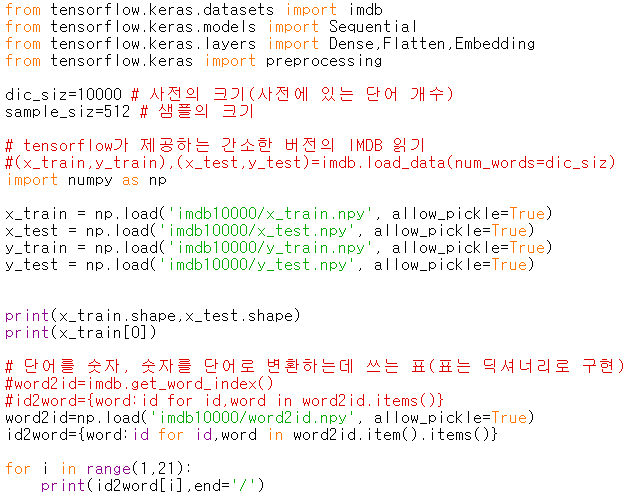 from tensorflow.keras.datasets import imdb
from tensorflow.keras.models import Sequential
from tensorflow.keras.layers import Dense,Flatten,Embedding
from tensorflow.keras import preprocessing

dic_siz=10000 # 사전의 크기(사전에 있는 단어 개수)
sample_siz=512 # 샘플의 크기

# tensorflow가 제공하는 간소한 버전의 IMDB 읽기
#(x_train,y_train),(x_test,y_test)=imdb.load_data(num_words=dic_siz)
import numpy as np

x_train = np.load('imdb10000/x_train.npy', allow_pickle=True)
x_test = np.load('imdb10000/x_test.npy', allow_pickle=True)
y_train = np.load('imdb10000/y_train.npy', allow_pickle=True)
y_test = np.load('imdb10000/y_test.npy', allow_pickle=True)


print(x_train.shape,x_test.shape)
print(x_train[0])

# 단어를 숫자, 숫자를 단어로 변환하는데 쓰는 표(표는 딕셔너리로 구현)
#word2id=imdb.get_word_index()
#id2word={word:id for id,word in word2id.items()}
word2id=np.load('imdb10000/word2id.npy', allow_pickle=True)
id2word={word:id for id,word in word2id.item().items()}

for i in range(1,21):
    print(id2word[i],end='/')